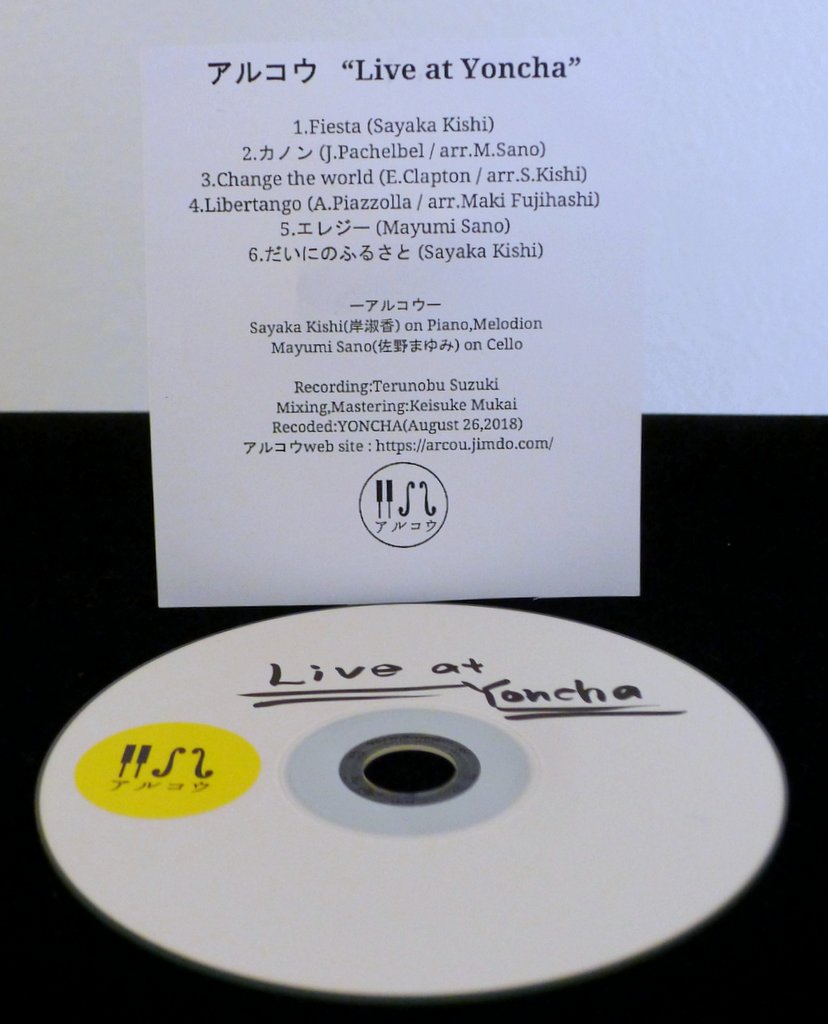 アルコウ “Live at Yoncha”
1.Fiesta (Sayaka Kishi)
2.カノン (J.Pachelbel / arr.M.Sano)
3.Change the world (E.Clapton / arr.S.Kishi)
4.Libertango (A.Piazzolla / arr.Maki Fujihashi)
5.エレジー (Mayumi Sano)
6.だいにのふるさと (Sayaka Kishi)
ーアルコウー
Sayaka Kishi(岸淑香) on Piano,Melodion
Mayumi Sano(佐野まゆみ) on Cello
Recording:Terunobu Suzuki
Mixing,Mastering:Keisuke Mukai
Recoded:YONCHA(August 26,2018)
アルコウweb site : https://arcou.jimdo.com/
アルコウ
Live at
Yoncha
アルコウ